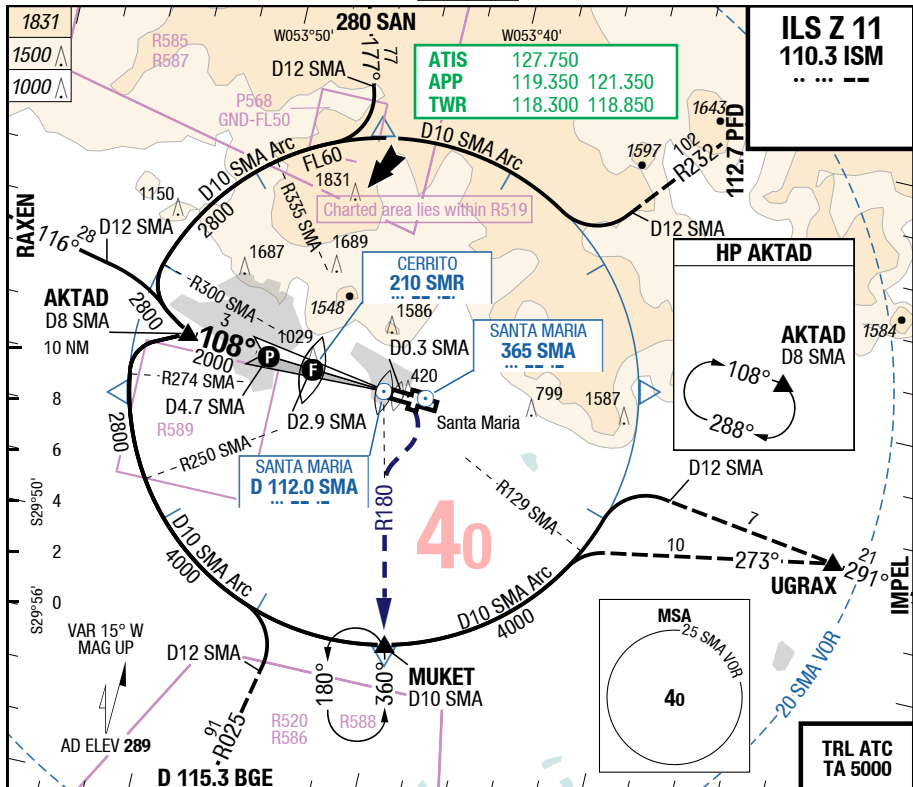 1831
1500
1000
R585
R587
W053°50'
280 SAN
W053°40'
177°
77
D12 SMA
P568
GND-FL50
ATIS 127.750
APP 119.350 121.350
TWR 118.300 118.850
ILS Z 11
110.3 ISM
·· ··· −−
1643
1597
102
R232
112.7 PFD
D10 SMA Arc
FL60
D10 SMA Arc
2800
1831
R335 SMA
Charted area lies within R519
D12 SMA
1150
RAXEN
116°
28
D12 SMA
1687
1689
CERRITO
210 SMR
··· −− ·−·
HP AKTAD
AKTAD
D8 SMA
108°
288°
1584
AKTAD
D8 SMA
10 NM
2800
R300 SMA
3
108°
2000
1029
1548
1586
SANTA MARIA
365 SMA
··· −− ·−
D0.3 SMA
420
P
F
R274 SMA
D4.7 SMA
D2.9 SMA
R589
2800
R250 SMA
799
1587
Santa Maria
SANTA MARIA
D 112.0 SMA
··· −− ·−
8
6
4
2
0
S29°50'
S29°56'
R180
40
R129 SMA
D12 SMA
7
10
273°
21
291°
UGRAX
IMPEL
D10 SMA Arc
4000
D10 SMA Arc
4000
VAR 15° W
MAG UP
AD ELEV 289
D12 SMA
180°
360°
MUKET
D10 SMA
R520
R586
R588
91
R025
D 115.3 BGE
MSA
25 SMA VOR
40
20 SMA VOR
TRL ATC
TA 5000